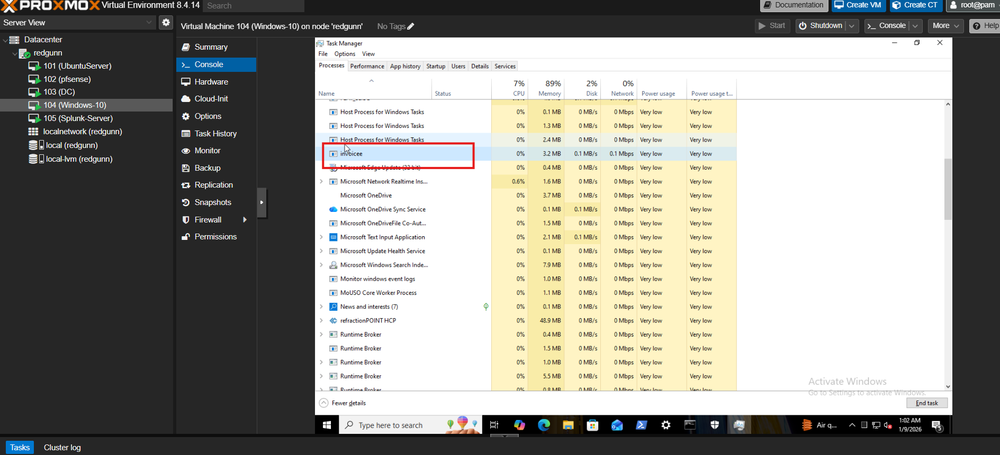 PROXMOX Virtual Environment 8.4.14 Search Documentation Create VM Create CT root@pam
Server View
Virtual Machine 104 (Windows-10) on node 'redgunn' No Tags Start Shutdown Console More Help
Datacenter
redgunn
101 (UbuntuServer)
102 (pfsense)
103 (DC)
104 (Windows-10)
105 (Splunk-Server)
localnetwork (redgunn)
local (redgunn)
local-lvm (redgunn)
Summary
Console
Hardware
Cloud-Init
Options
Task History
Monitor
Backup
Replication
Snapshots
Firewall
Permissions
Task Manager
File Options View
Processes Performance App history Startup Users Details Services
7% 89% 2% 0%
Name Status CPU Memory Disk Network Power usage Power usage t...
Host Process for Windows Tasks 0% 0.1 MB 0 MB/s 0 Mbps Very low Very low
Host Process for Windows Tasks 0% 1.3 MB 0 MB/s 0 Mbps Very low Very low
Host Process for Windows Tasks 0% 2.4 MB 0 MB/s 0 Mbps Very low Very low
invoicee 0% 3.2 MB 0.1 MB/s 0.1 Mbps Very low Very low
Microsoft Edge Update (32 bit) 0% 0.4 MB 0 MB/s 0 Mbps Very low Very low
Microsoft Network Realtime Ins... 0.6% 1.6 MB 0 MB/s 0 Mbps Very low Very low
Microsoft OneDrive 0% 3.7 MB 0 MB/s 0 Mbps Very low Very low
Microsoft OneDrive Sync Service 0% 0.1 MB 0.1 MB/s 0 Mbps Very low Very low
Microsoft OneDriveFile Co-Aut... 0% 1.5 MB 0 MB/s 0 Mbps Very low Very low
Microsoft Text Input Application 0% 2.1 MB 0.1 MB/s 0 Mbps Very low Very low
Microsoft Update Health Service 0% 0.1 MB 0 MB/s 0 Mbps Very low Very low
Microsoft Windows Search Inde... 0% 7.9 MB 0 MB/s 0 Mbps Very low Very low
Monitor windows event logs 0% 1.0 MB 0 MB/s 0 Mbps Very low Very low
MoUSO Core Worker Process 0% 1.1 MB 0 MB/s 0 Mbps Very low Very low
News and interests (7) 0% 0.1 MB 0 MB/s 0 Mbps Very low Very low
refractionPOINT HCP 0% 48.9 MB 0 MB/s 0 Mbps Very low Very low
Runtime Broker 0% 0.4 MB 0 MB/s 0 Mbps Very low Very low
Runtime Broker 0% 1.5 MB 0 MB/s 0 Mbps Very low Very low
Runtime Broker 0% 1.0 MB 0 MB/s 0 Mbps Very low Very low
Runtime Broker 0% 5.5 MB 0 MB/s 0 Mbps Very low Very low
Runtime Broker 0% 0.8 MB 0 MB/s 0 Mbps Very low Very low
Activate Windows
Go to Settings to activate Windows.
Fewer details End task
Type here to search Air q... 1:02 AM
1/9/2026 5
Tasks Cluster log